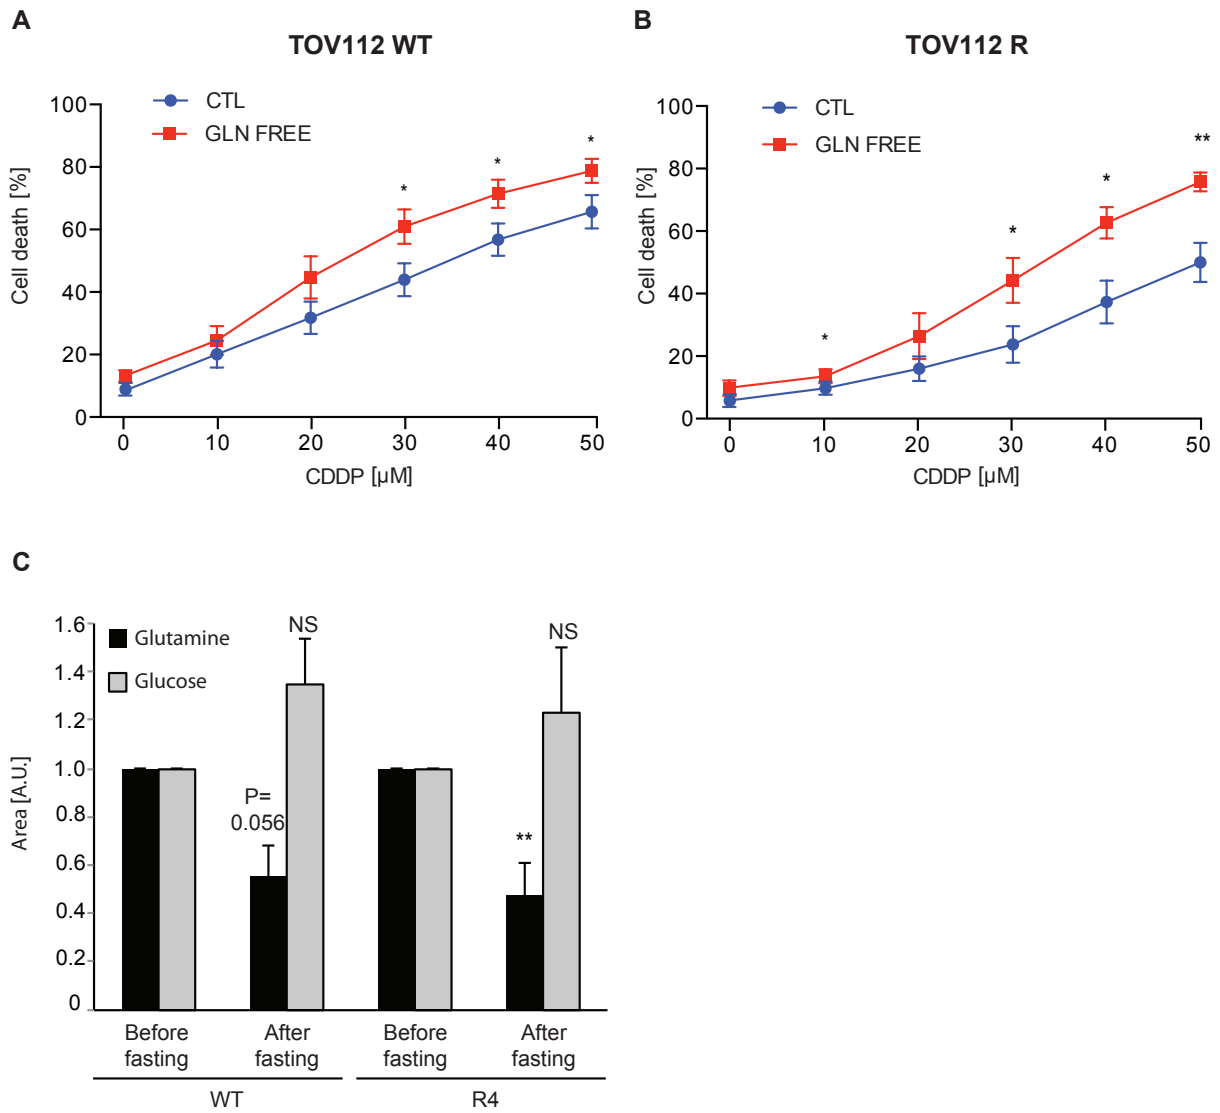 A
TOV112 WT
CTL
GLN FREE
Cell death [%]
100
80
60
40
20
0
*
*
*
0 10 20 30 40 50
CDDP [µM]
B
TOV112 R
CTL
GLN FREE
Cell death [%]
100
80
60
40
20
0
*
*
*
**
0 10 20 30 40 50
CDDP [µM]
C
Glutamine
Glucose
Area [A.U.]
1.6
1.4
1.2
1.0
0.8
0.6
0.4
0.2
0
P=
0.056
NS
**
NS
Before
fasting
After
fasting
Before
fasting
After
fasting
WT
R4